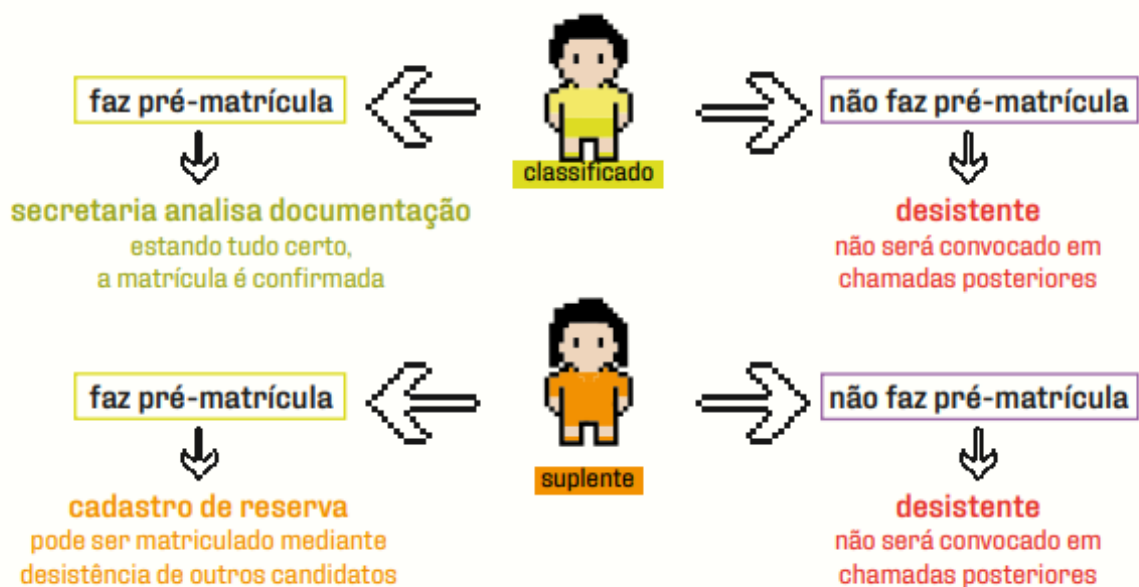 faz pré-matrícula
classificado
não faz pré-matrícula
secretaria analisa documentação
estando tudo certo,
a matrícula é confirmada
desistente
não será convocado em
chamadas posteriores
faz pré-matrícula
suplente
não faz pré-matrícula
cadastro de reserva
pode ser matriculado mediante
desistência de outros candidatos
desistente
não será convocado em
chamadas posteriores